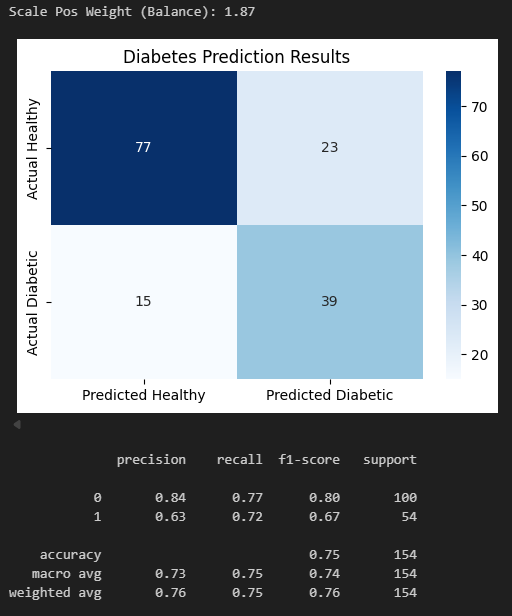 Scale Pos Weight (Balance): 1.87
Diabetes Prediction Results
Actual Healthy
77
23
70
60
50
40
30
20
Actual Diabetic
15
39
Predicted Healthy
Predicted Diabetic
precision recall f1-score support
0 0.84 0.77 0.80 100
1 0.63 0.72 0.67 54
accuracy 0.75 154
macro avg 0.73 0.75 0.74 154
weighted avg 0.76 0.75 0.76 154